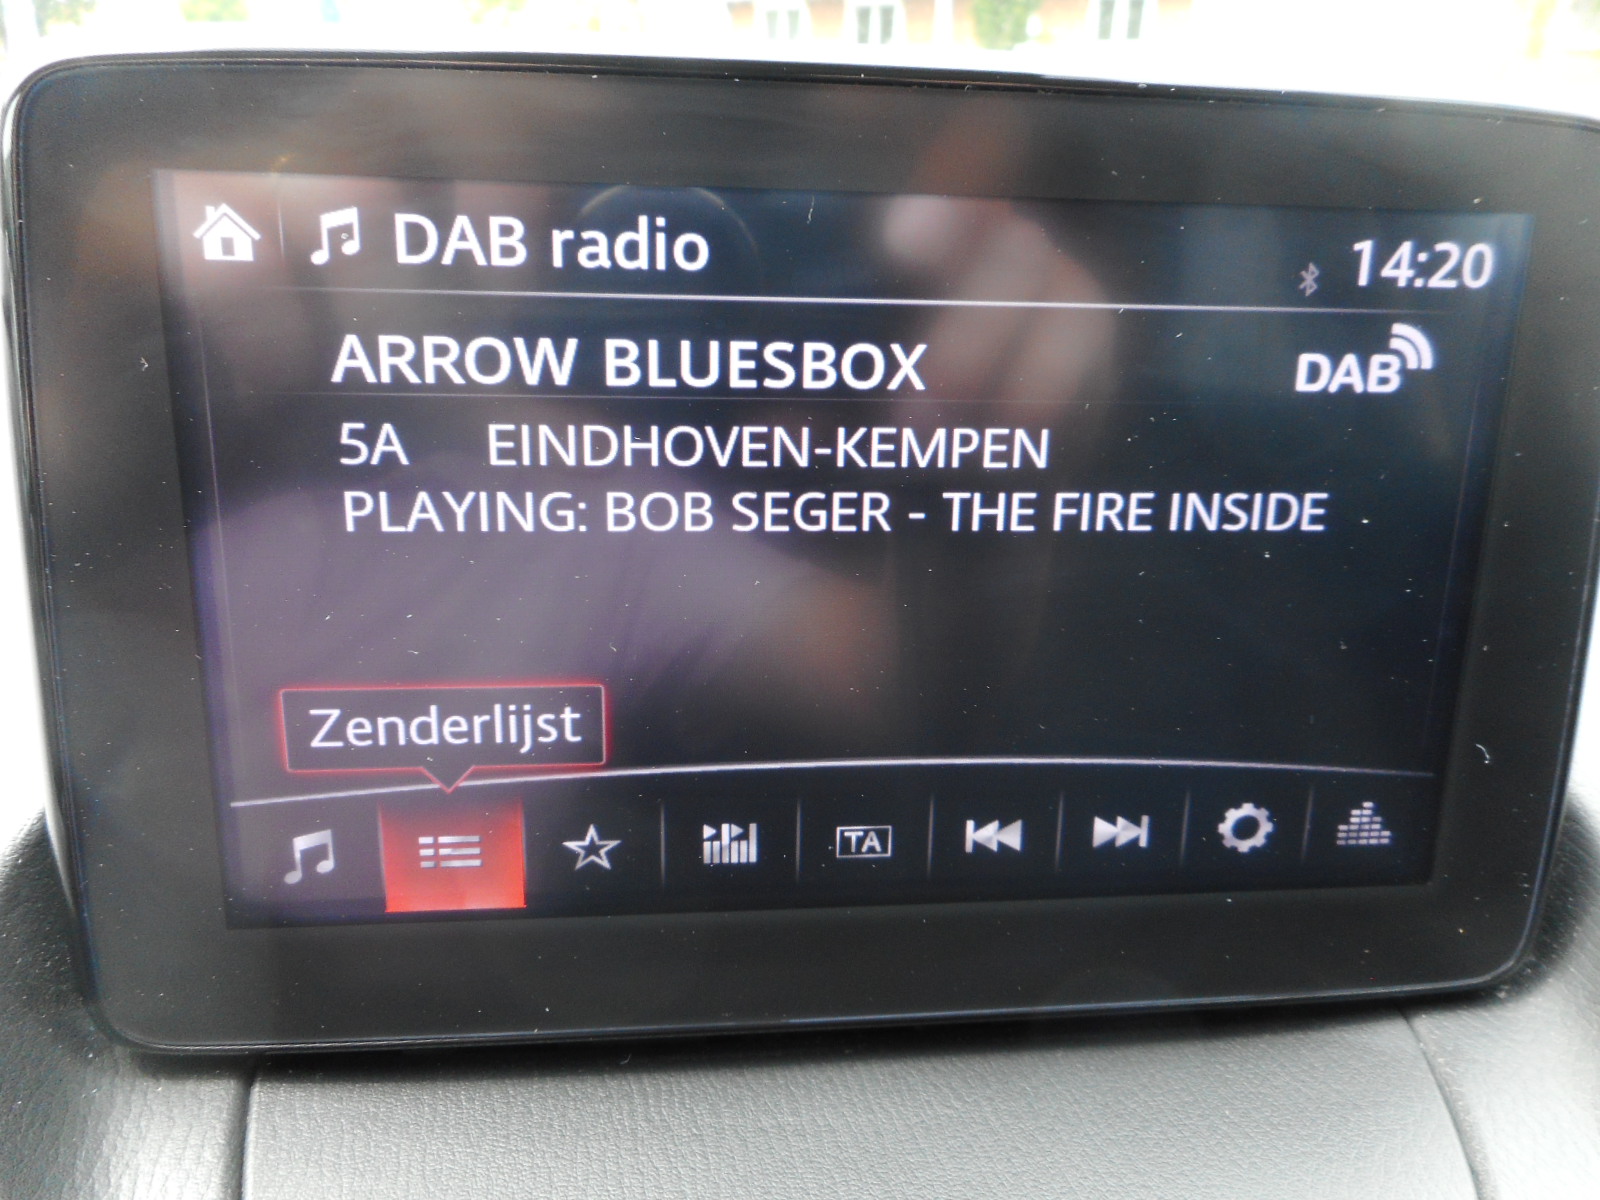 DAB radio
14:20
ARROW BLUESBOX
DAB
5A EINDHOVEN-KEMPEN
PLAYING: BOB SEGER - THE FIRE INSIDE
Zenderlijst
TA